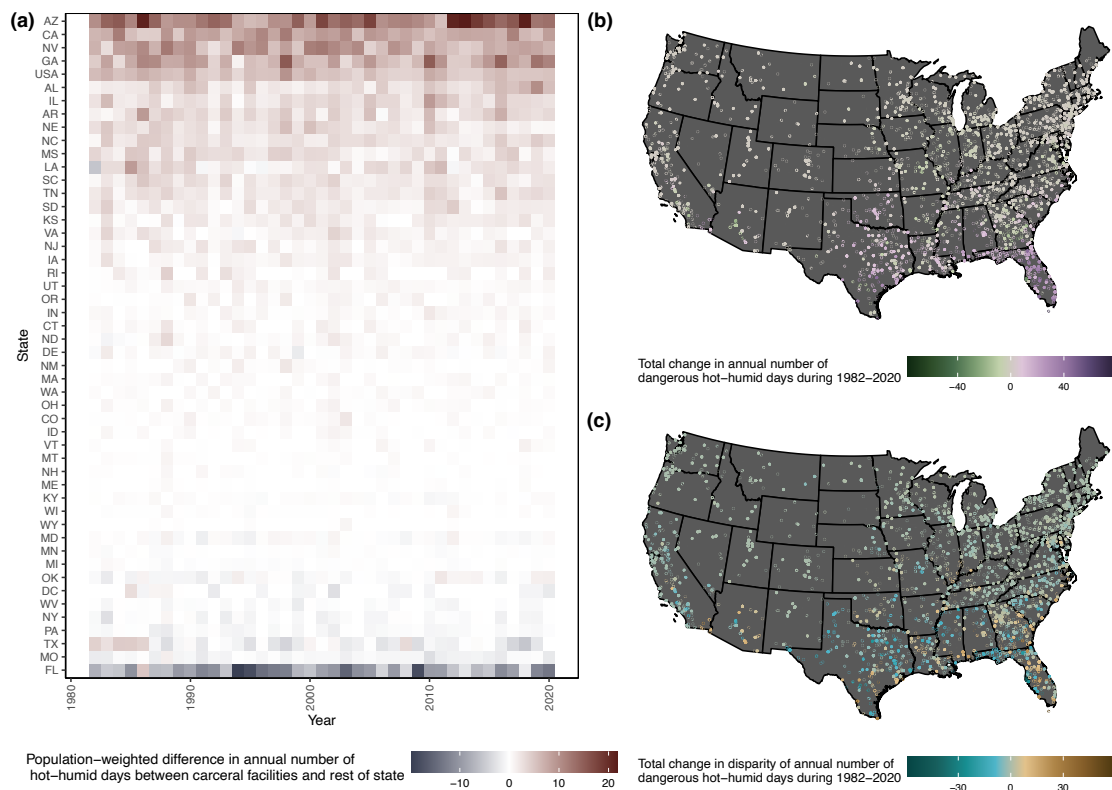 (a)
AZ
CA
NV
GA
USA
AL
IL
AR
NE
NC
MS
LA
SC
TN
SD
KS
VA
NJ
IA
RI
UT
OR
IN
CT
ND
DE
NM
MA
WA
OH
CO
ID
VT
MT
NH
ME
KY
WI
WY
MD
MN
MI
OK
DC
WV
NY
PA
TX
MO
FL
State
1980
1990
2000
2010
2020
Year
Population−weighted difference in annual number of
hot−humid days between carceral facilities and rest of state
−10 0 10 20
(b)
Total change in annual number of
dangerous hot−humid days during 1982−2020
−40 0 40
(c)
Total change in disparity of annual number of
dangerous hot−humid days during 1982−2020
−30 0 30